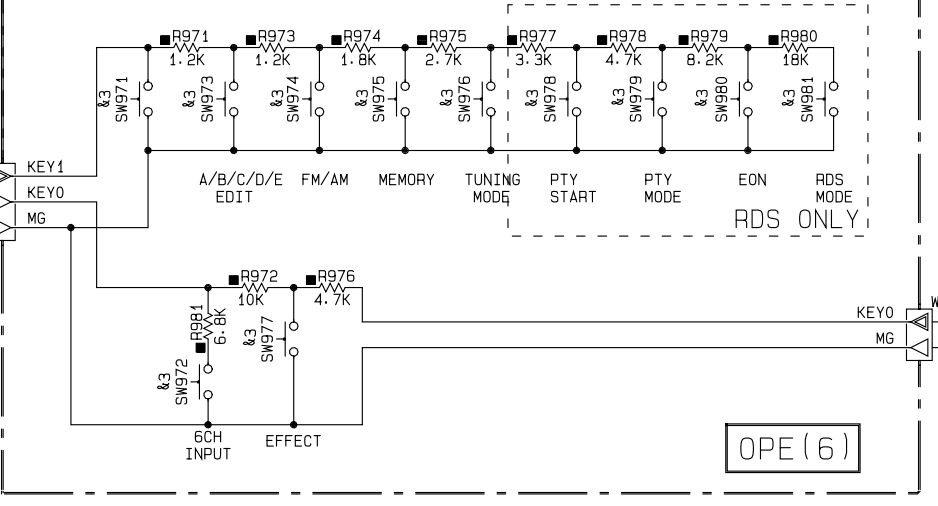 R971 R973 R974 R975 R977 R978 R979 R980
1.2K 1.2K 1.8K 2.7K 3.3K 4.7K 8.2K 18K
&3 SW971
&3 SW973
&3 SW974
&3 SW975
&3 SW976
&3 SW978
&3 SW979
&3 SW980
&3 SW981
KEY1
KEY0
MG
A/B/C/D/E
EDIT
FM/AM
MEMORY
TUNING
MODE
PTY
START
PTY
MODE
EON
RDS
MODE
RDS ONLY
R972 R976
10K 4.7K
R981
6.8K
&3
SW977
&3
SW972
KEY0
MG
W
6CH
INPUT
EFFECT
OPE(6)